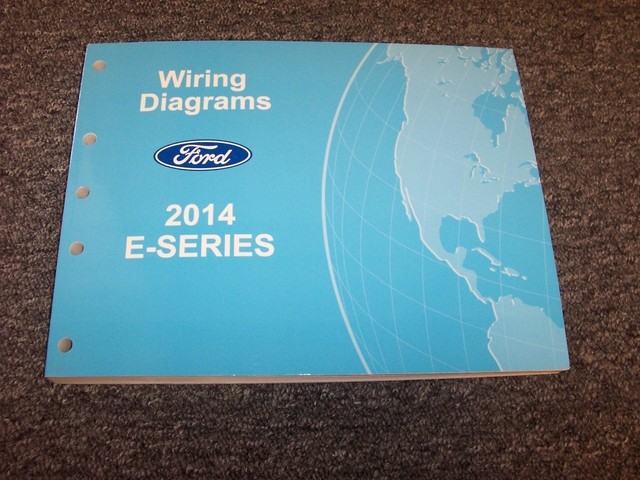 Wiring
Diagrams
Ford
2014
E-SERIES